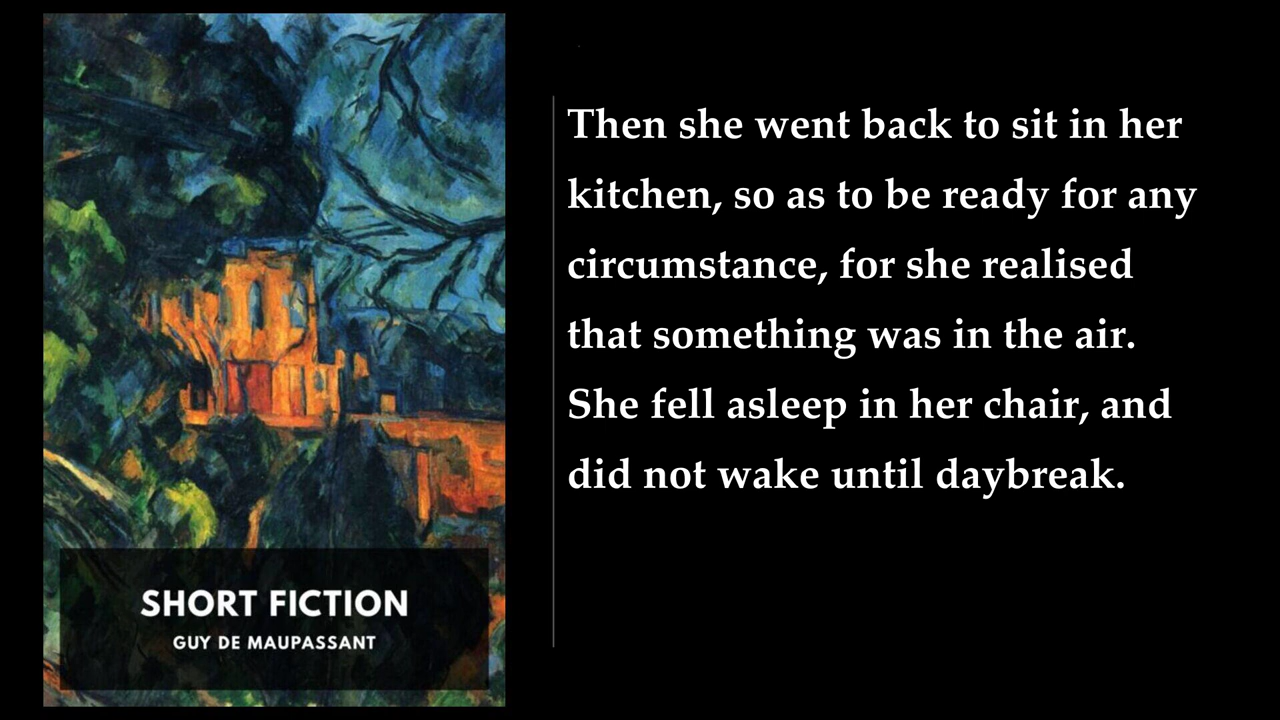 SHORT FICTION
GUY DE MAUPASSANT
Then she went back to sit in her
kitchen, so as to be ready for any
circumstance, for she realised
that something was in the air.
She fell asleep in her chair, and
did not wake until daybreak.